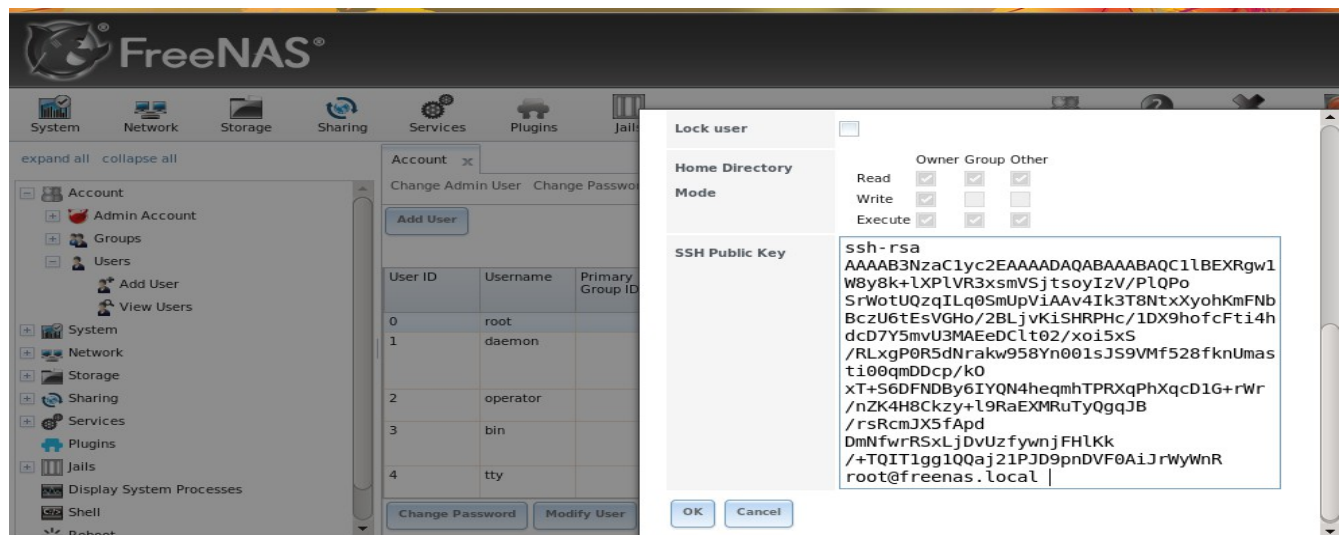 FreeNAS®
System Network Storage Sharing Services Plugins Jails
expand all collapse all
Account
Admin Account
Groups
Users
Add User
View Users
System
Network
Storage
Sharing
Services
Plugins
Jails
Display System Processes
Shell
Reboot
Account x
Change Admin User Change Passwor
Add User
User ID Username Primary Group ID
0 root
1 daemon
2 operator
3 bin
4 tty
Change Password Modify User
Lock user
Home Directory Mode
Owner Group Other
Read
Write
Execute
SSH Public Key
ssh-rsa
AAAAB3NzaC1yc2EAAAADAQABAAABAQC1lBEXRgw1
W8y8k+lXPlVR3xsmVSjtsoyIzV/PlQPo
SrWotUQzqILq0SmUpViAAv4Ik3T8NtxXyohKmFNb
BczU6tEsVGHo/2BLjvKiSHRPHc/1DX9hofcFti4h
dcD7Y5mvU3MAEeDClt02/xoi5xS
/RLxgP0R5dNrakw958Yn001sJS9VMf528fknUmas
ti00qmDDcp/kO
xT+S6DFNDBy6IYQN4heqmhTPRXqPhXqcD1G+rWr
/nZK4H8Ckzy+l9RaEXMRuTyQgqJB
/rsRcmJX5fApd
DmNfwrRSxLjDvUzfywnjFHlKk
/+TQIT1gg1QQaj21PJD9pnDVF0AiJrWyWnR
root@freenas.local
OK Cancel